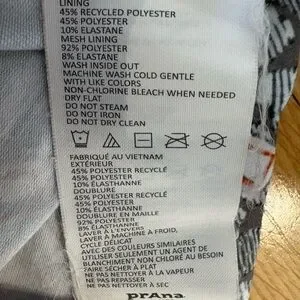 LINING
45% RECYCLED POLYESTER
45% POLYESTER
10% ELASTANE
MESH LINING
92% POLYESTER
8% ELASTANE
WASH INSIDE OUT
MACHINE WASH COLD GENTLE
WITH LIKE COLORS
NON-CHLORINE BLEACH WHEN NEEDED
DRY FLAT
DO NOT STEAM
DO NOT IRON
DO NOT DRY CLEAN
FABRIQUÉ AU VIETNAM
EXTÉRIEUR
45% POLYESTER RECYCLÉ
45% POLYESTER
10% ÉLASTHANNE
DOUBLURE
45% POLYESTER RECYCLÉ
45% POLYESTER
10% ÉLASTHANNE
DOUBLURE EN MAILLE
92% POLYESTER
8% ÉLASTHANNE
LAVER À L'ENVERS
LAVER À MACHINE À FROID,
CYCLE DÉLICAT
AVEC DES COULEURS SIMILAIRES
UTILISER SEULEMENT UN AGENT DE
BLANCHIMENT NON CHLORÉ AU BESOIN
FAIRE SÉCHER À PLAT
NE PAS NETTOYER À LA VAPEUR
NE PAS REPASSER
NE PAS NETTOYER À SEC
prAna